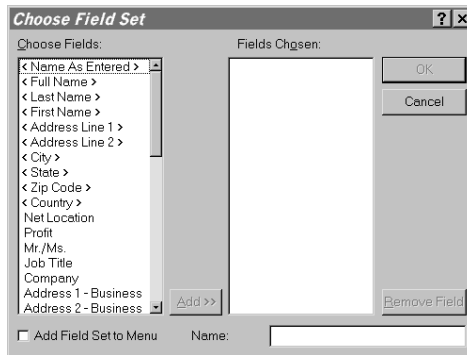 Choose Field Set
Choose Fields:
Fields Chosen:
< Name As Entered >
< Full Name >
< Last Name >
< First Name >
< Address Line 1 >
< Address Line 2 >
< City >
< State >
< Zip Code >
< Country >
Net Location
Profit
Mr./Ms.
Job Title
Company
Address 1 - Business
Address 2 - Business
OK
Cancel
Add >>
Remove Field
Add Field Set to Menu
Name: